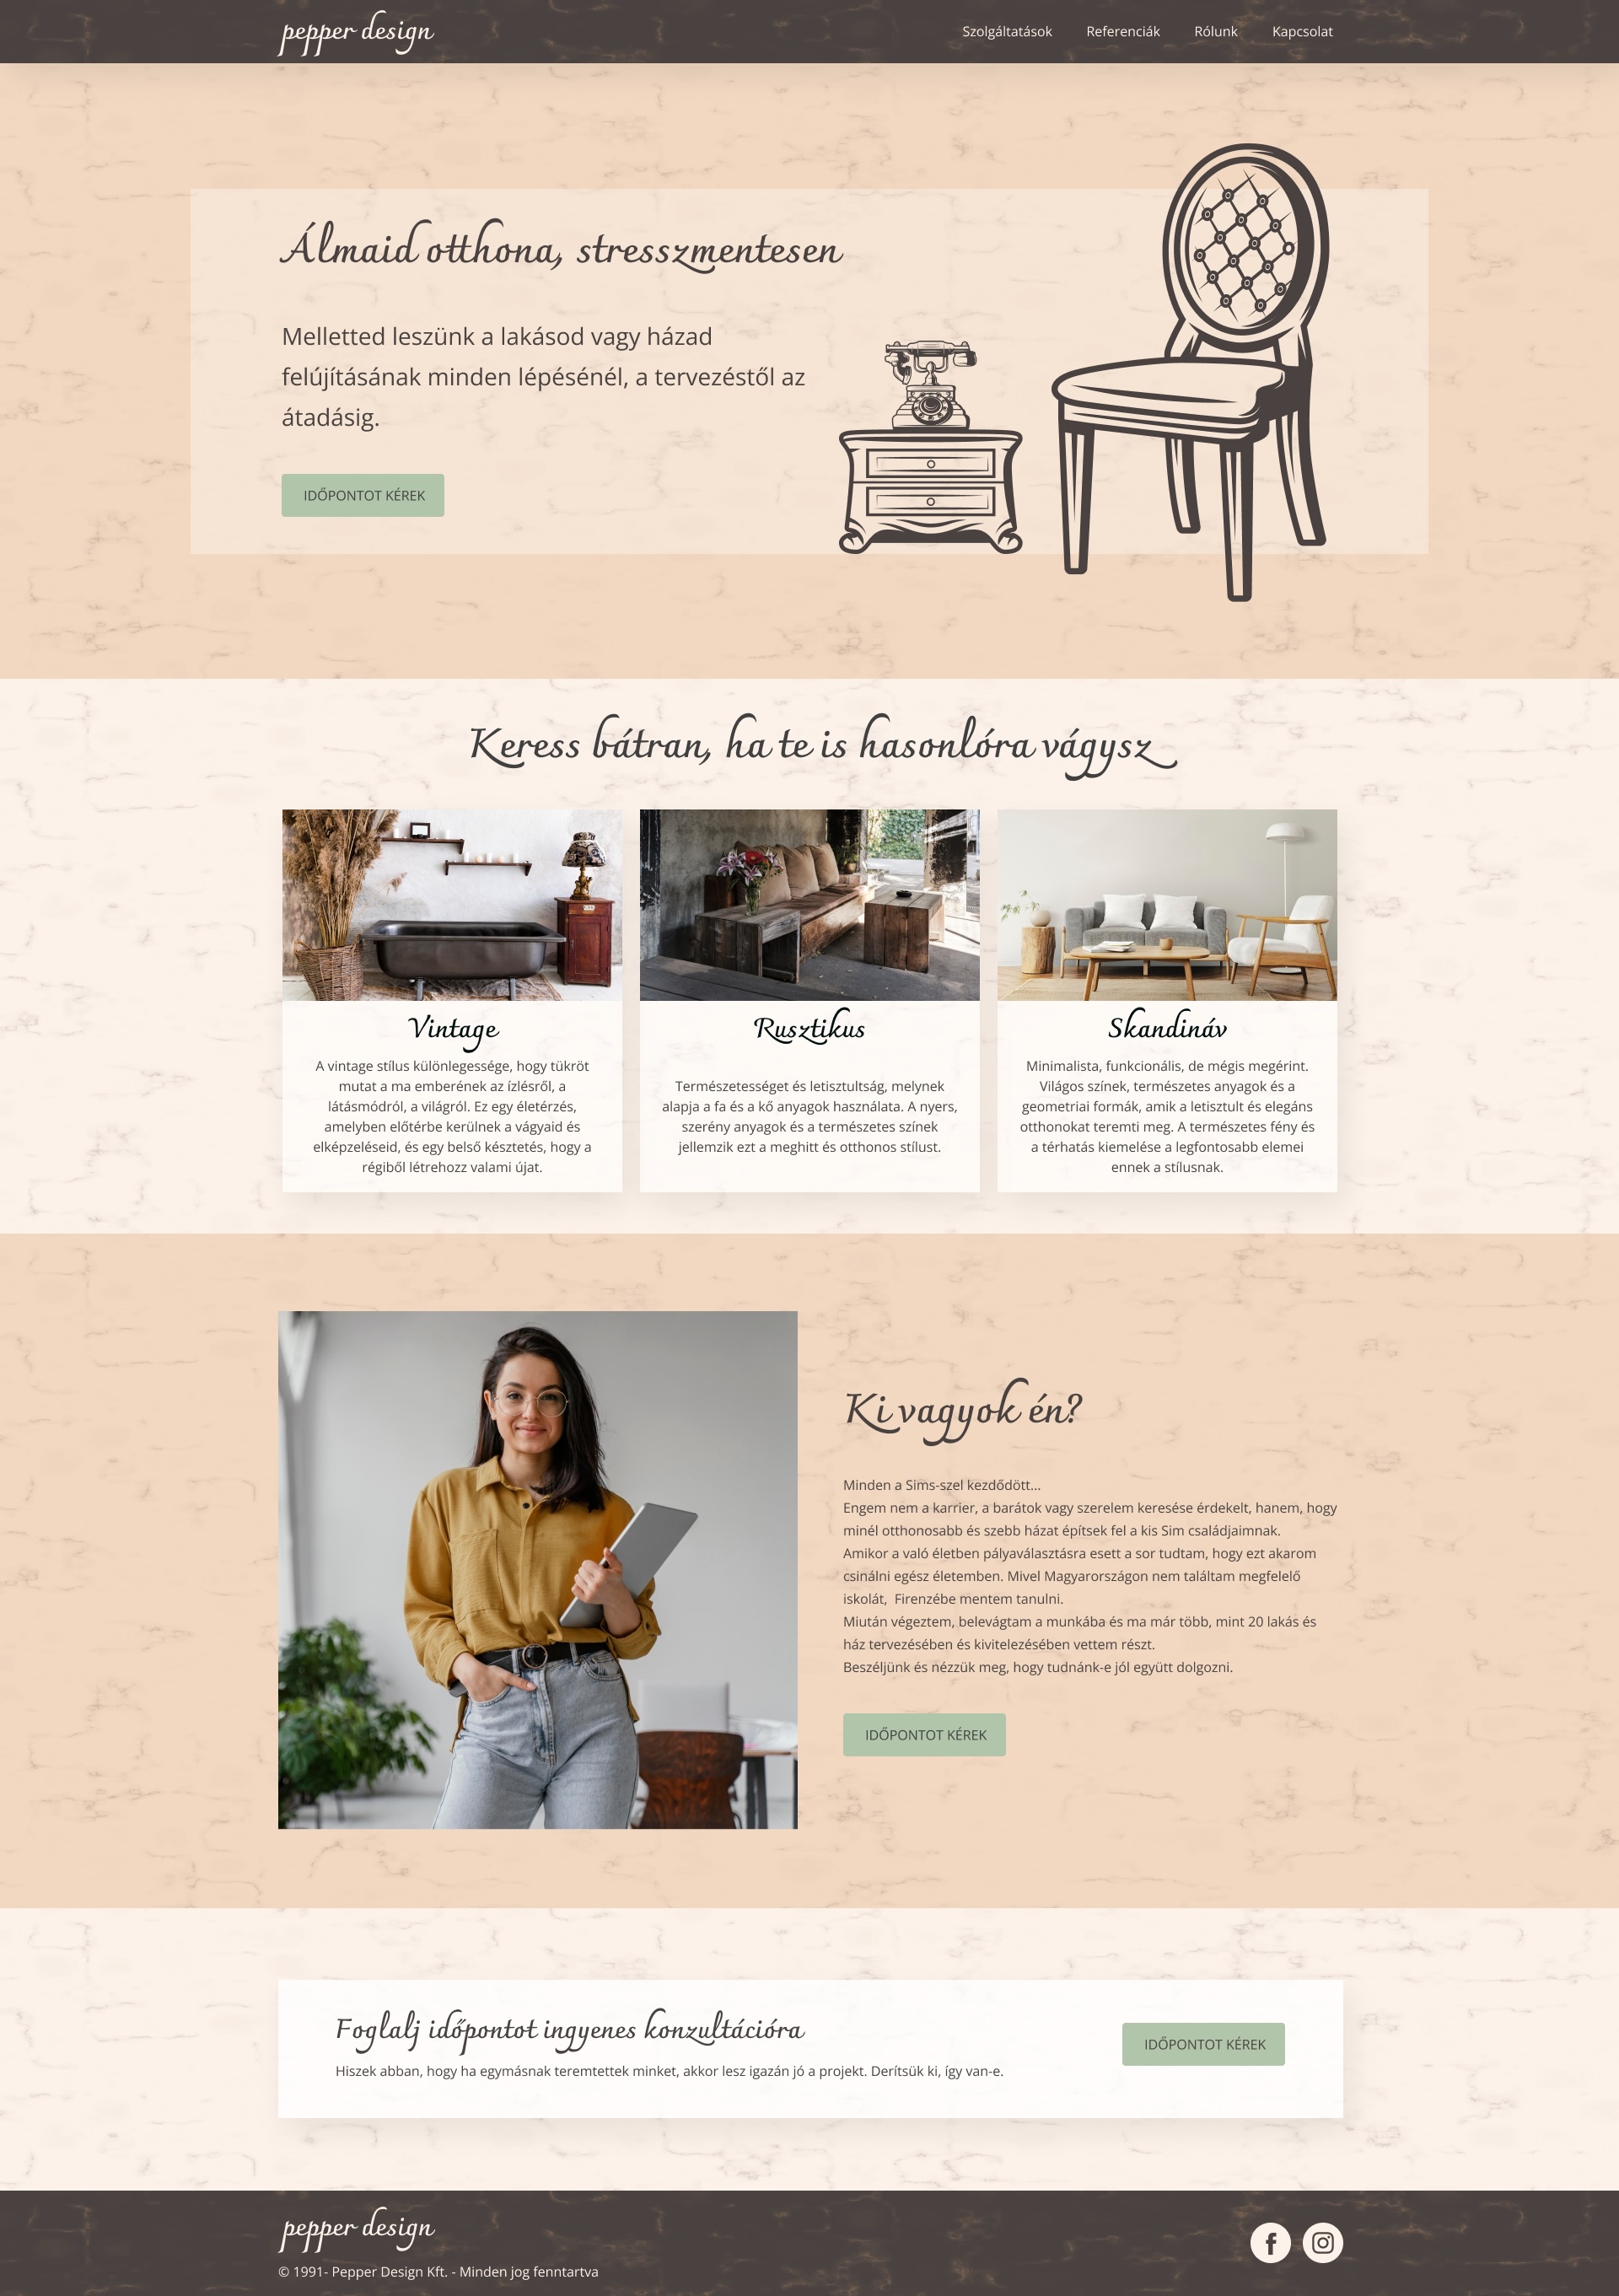 pepper design
Szolgáltatások
Referenciák
Rólunk
Kapcsolat
Álmaid otthona, stresszmentesen
Melletted leszünk a lakásod vagy házad
felújításának minden lépésénél, a tervezéstől az
átadásig.
IDŐPONTOT KÉREK
Keress bátran, ha te is hasonlóra vágysz
Vintage
A vintage stílus különlegessége, hogy tükröt
mutat a ma emberének az ízlésről, a
látásmódról, a világról. Ez egy életérzés,
amelyben előtérbe kerülnek a vágyaid és
elképzeléseid, és egy belső késztetés, hogy a
régiből létrehozz valami újat.
Rusztikus
Természetességet és letisztultság, melynek
alapja a fa és a kő anyagok használata. A nyers,
szerény anyagok és a természetes színek
jellemzik ezt a meghitt és otthonos stílust.
Skandináv
Minimalista, funkcionális, de mégis megérint.
Világos színek, természetes anyagok és a
geometriai formák, amik a letisztult és elegáns
otthonokat teremti meg. A természetes fény és
a térhatás kiemelése a legfontosabb elemei
ennek a stílusnak.
Ki vagyok én?
Minden a Sims-szel kezdődött...
Engem nem a karrier, a barátok vagy szerelem keresése érdekelt, hanem, hogy
minél otthonosabb és szebb házat építsek fel a kis Sim családjaimnak.
Amikor a való életben pályaválasztásra esett a sor tudtam, hogy ezt akarom
csinálni egész életemben. Mivel Magyarországon nem találtam megfelelő
iskolát,  Firenzébe mentem tanulni.
Miután végeztem, belevágtam a munkába és ma már több, mint 20 lakás és
ház tervezésében és kivitelezésében vettem részt.
Beszéljünk és nézzük meg, hogy tudnánk-e jól együtt dolgozni.
IDŐPONTOT KÉREK
Foglalj időpontot ingyenes konzultációra
Hiszek abban, hogy ha egymásnak teremtettek minket, akkor lesz igazán jó a projekt. Derítsük ki, így van-e.
IDŐPONTOT KÉREK
pepper design
© 1991- Pepper Design Kft. - Minden jog fenntartva